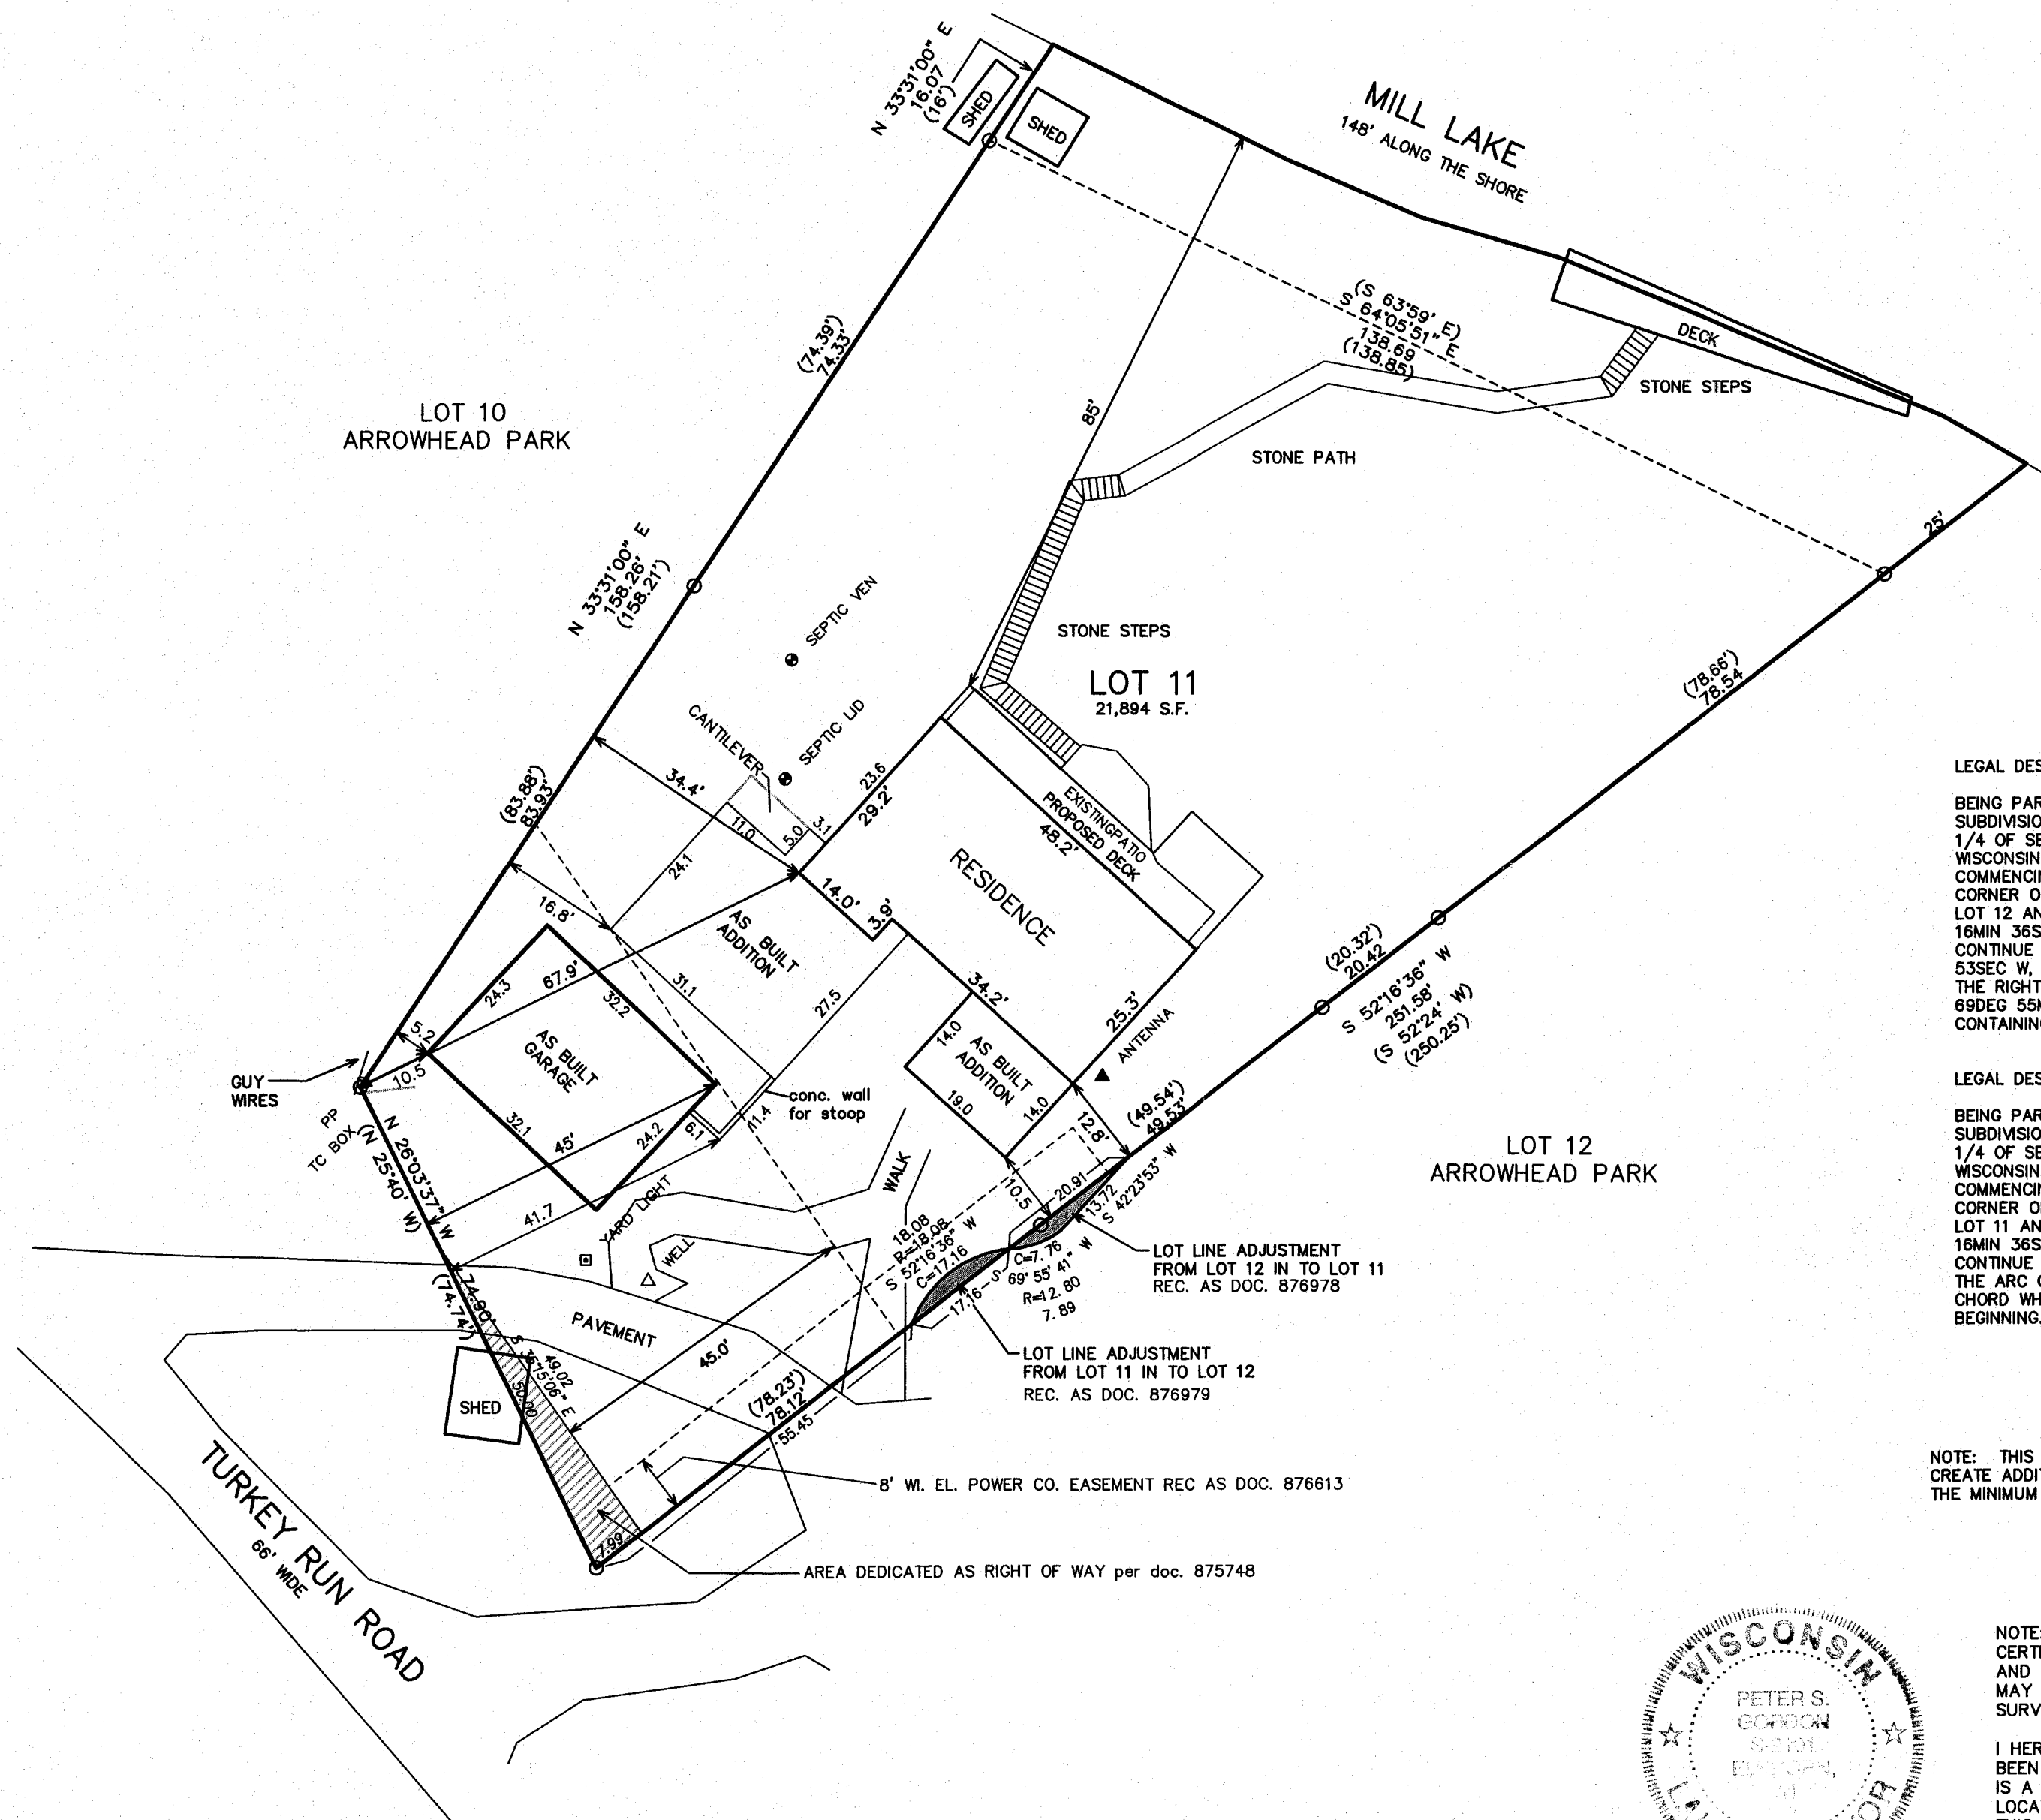 N 33°31'00" E
16.07
(16')
SHED
SHED
MILL LAKE
148' ALONG THE SHORE
(S 63°59' E)
S 64°05'51" E
138.69
(138.85)
DECK
STONE STEPS
STONE PATH
25'
(74.39')
74.33'
85'
LOT 10
ARROWHEAD PARK
N 33°31'00" E
158.26'
(158.21')
SEPTIC VEN
STONE STEPS
LOT 11
21,894 S.F.
(78.66')
78.54
CANTILEVER
SEPTIC LID
(83.88')
83.93'
34.4'
23.6
29.2'
11.0
5.0
3.1
24.1
EXISTINGPATIO
PROPOSED DECK
48.2'
RESIDENCE
14.0'
3.9'
16.8'
AS BUILT
ADDITION
67.9'
24.3
32.2
31.1
27.5
34.2'
25.3'
(20.32')
20.42
S 52°16'36" W
251.58'
(S 52°24' W)
(250.25')
5.2
10.5
AS BUILT
GARAGE
14.0
AS BUILT
ADDITION
19.0
14.0
ANTENNA
GUY
WIRES
PP
TC BOX
conc. wall
for stoop
11.4
6.1
32.1
24.2
45'
41.7
N 26°03'37" W
(N 25°40' W)
12.8'
(49.54')
49.53'
LOT 12
ARROWHEAD PARK
WALK
YARD LIGHT
WELL
10.5
20.91
13.72
S 42°23'53" W
18.08
R=18.08
S 52°16'36" W
C=17.16
17.16
C=7.76
S 69° 55' 41" W
R=12.80
7.89
LOT LINE ADJUSTMENT
FROM LOT 12 IN TO LOT 11
REC. AS DOC. 876978
LOT LINE ADJUSTMENT
FROM LOT 11 IN TO LOT 12
REC. AS DOC. 876979
PAVEMENT
74.90'
(74.74')
49.02
50.00
SHED
45.0'
(78.23')
78.12'
55.45
8' WI. EL. POWER CO. EASEMENT REC AS DOC. 876613
7.99
AREA DEDICATED AS RIGHT OF WAY per doc. 875748
TURKEY RUN ROAD
66' WIDE
LEGAL DES
BEING PAR
SUBDIVISIO
1/4 OF SE
WISCONSIN
COMMENCIN
CORNER O
LOT 12 AN
16MIN 36S
CONTINUE
53SEC W,
THE RIGHT
69DEG 55M
CONTAINING
LEGAL DES
BEING PAR
SUBDIVISIO
1/4 OF SE
WISCONSIN
COMMENCIN
CORNER O
LOT 11 AN
16MIN 36S
CONTINUE
THE ARC O
CHORD WH
BEGINNING.
NOTE: THIS
CREATE ADDI
THE MINIMUM
WISCONSIN
PETER S.
GORDON
S-2101
NOTE:
CERTI
AND
MAY
SURV
I HER
BEEN
IS A
LOCA